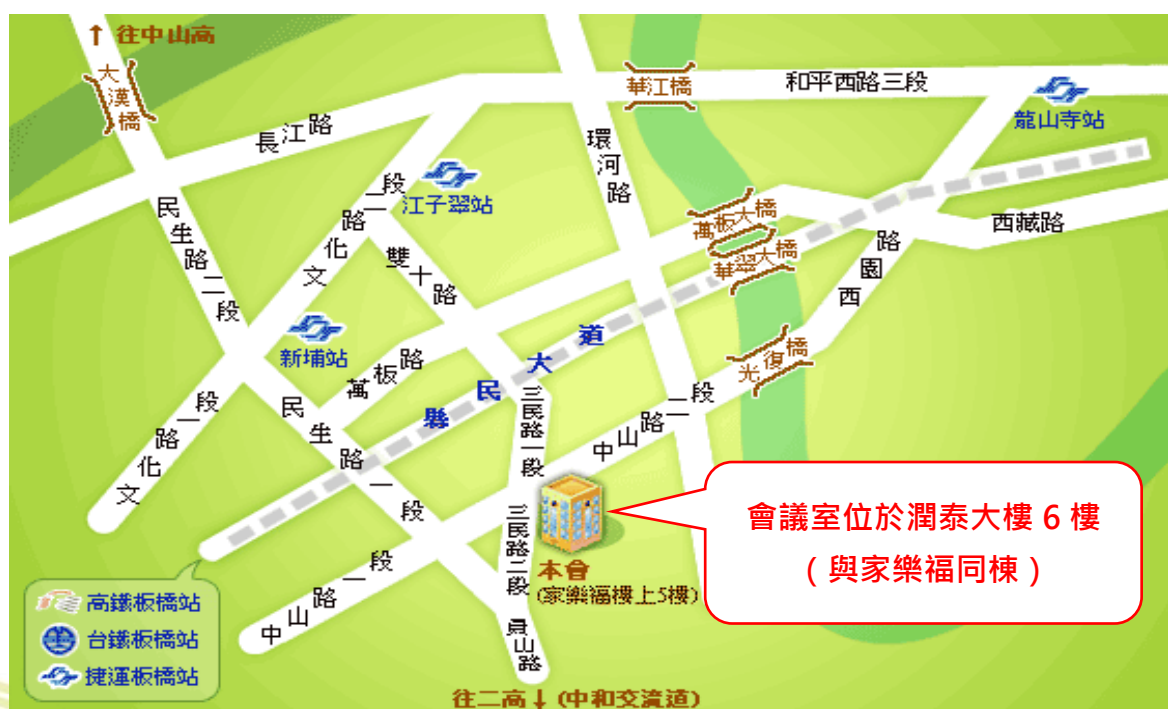 ↑ 往中山高
大漢橋
長江路
華江橋
和平西路三段
龍山寺站
環河路
江子翠站
文化路二段
民生路二段
雙十路
萬板大橋
華翠大橋
西藏路
西園路
新埔站
萬板路
縣民大道
光復橋
民生路一段
三民路一段
中山路二段
文化路一段
三民路二段
本會
(家樂福樓上5樓)
會議室位於潤泰大樓 6 樓
（與家樂福同棟）
高鐵板橋站
台鐵板橋站
捷運板橋站
中山路一段
員山路
往二高↓(中和交流道)